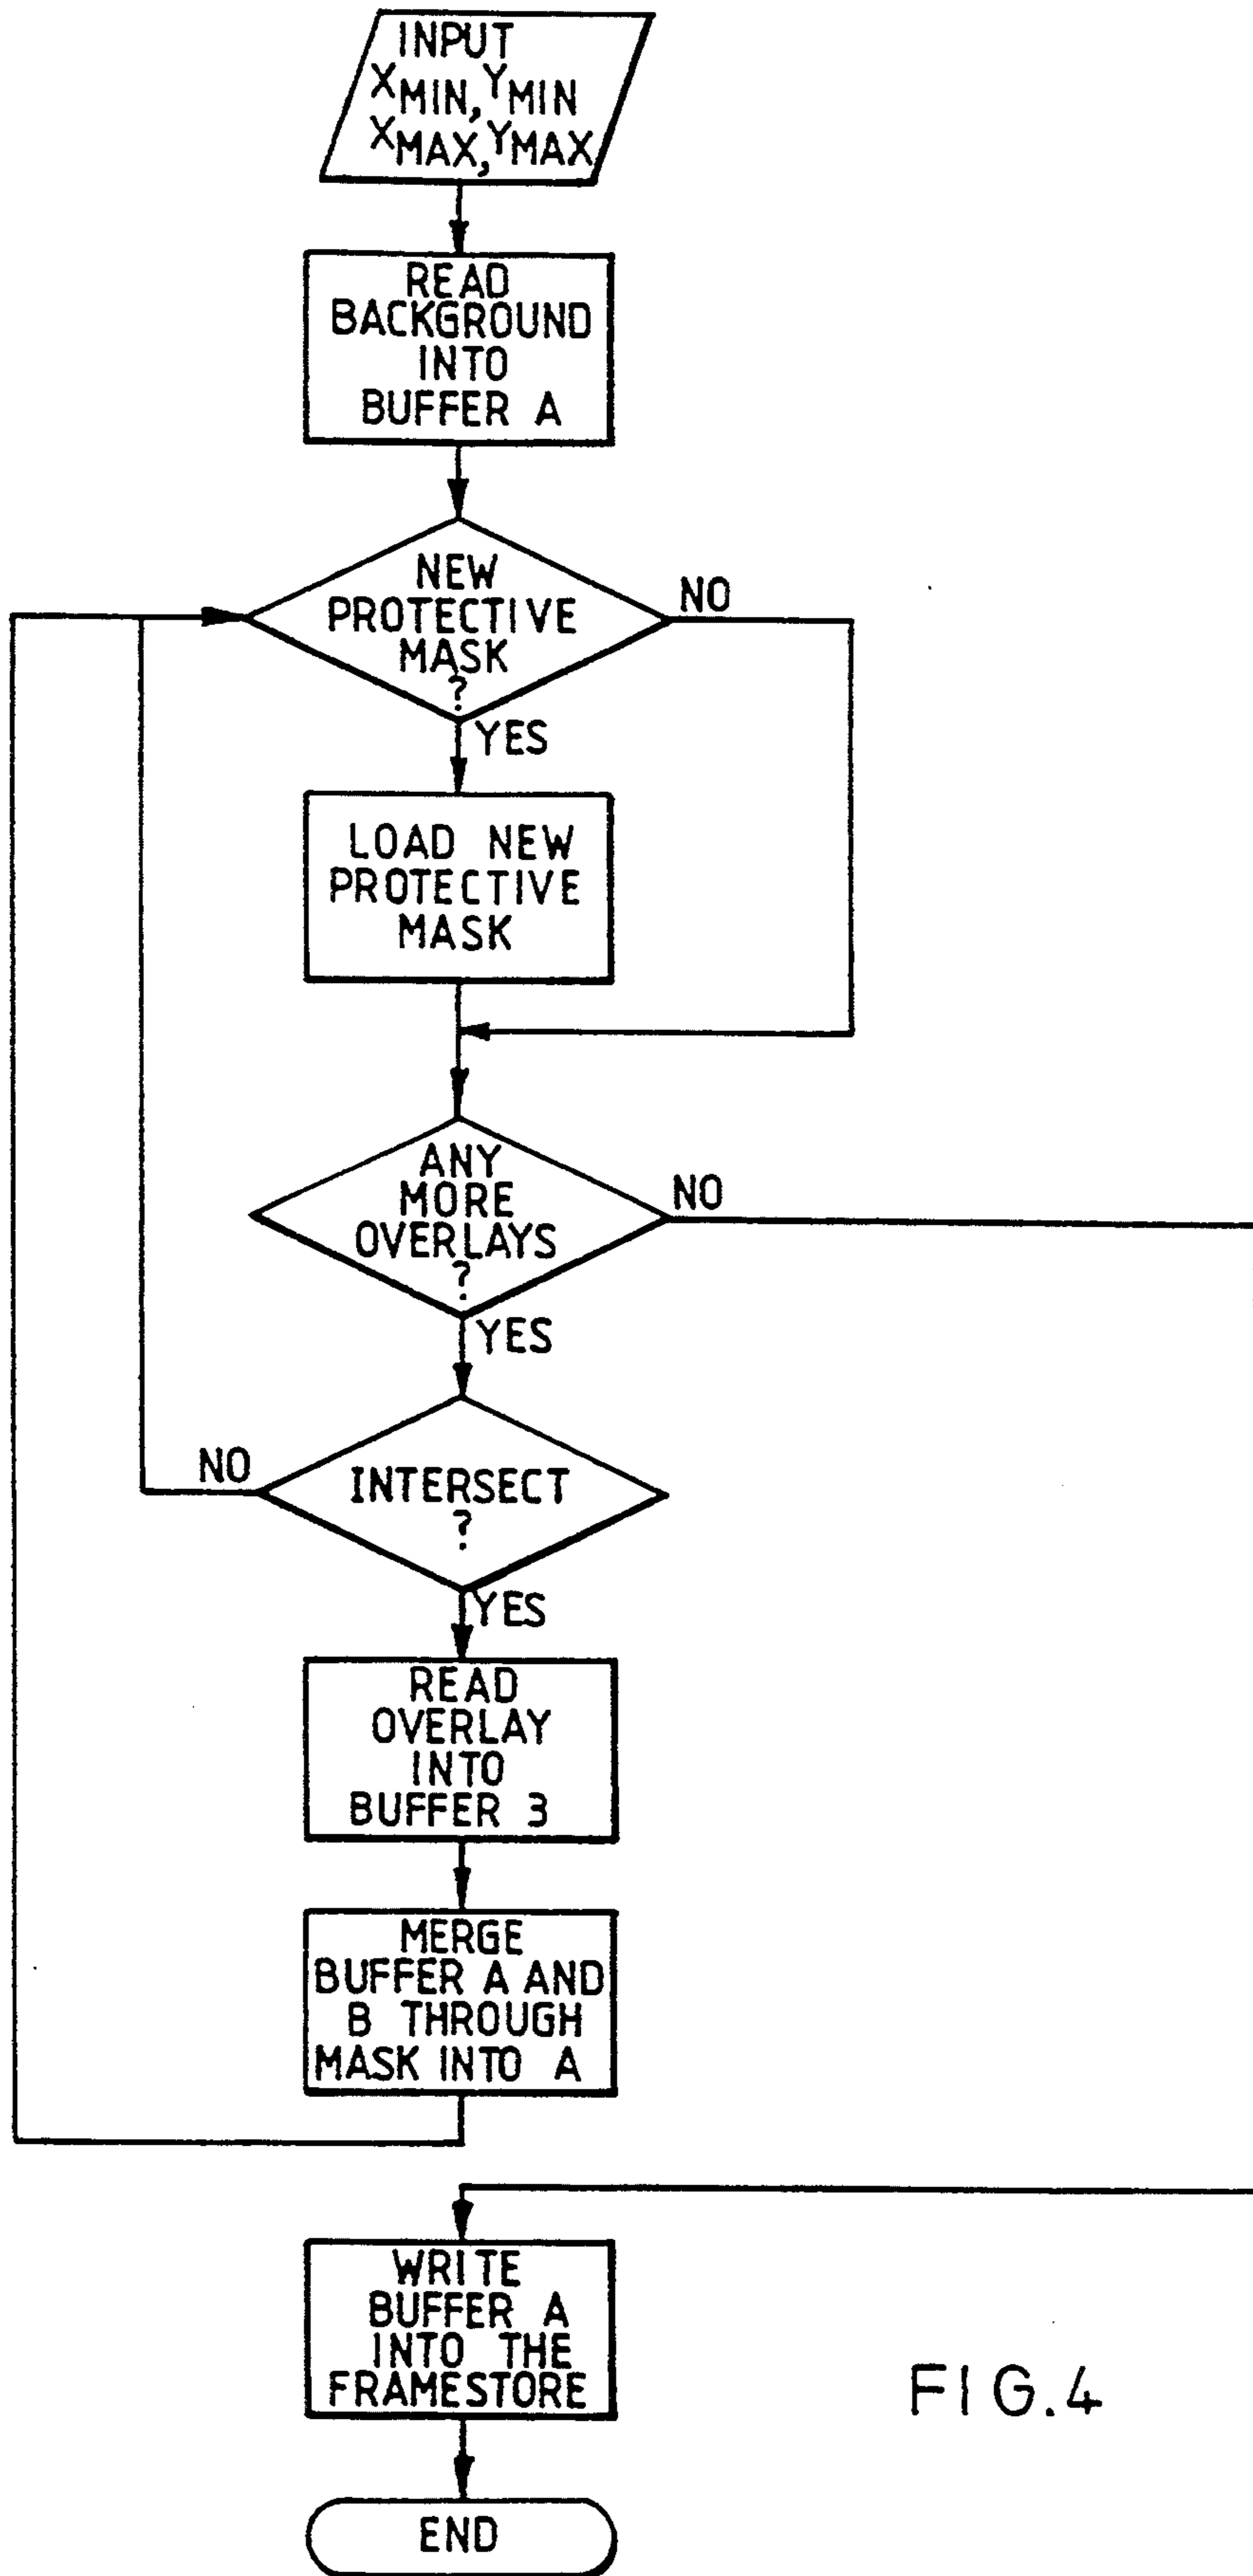 INPUT
XMIN, YMIN
XMAX, YMAX
READ
BACKGROUND
INTO
BUFFER A
NEW
PROTECTIVE
MASK
?
NO
YES
LOAD NEW
PROTECTIVE
MASK
ANY
MORE
OVERLAYS
?
NO
YES
INTERSECT
?
NO
YES
READ
OVERLAY
INTO
BUFFER 3
MERGE
BUFFER A AND
B THROUGH
MASK INTO A
WRITE
BUFFER A
INTO THE
FRAMESTORE
END
FIG.4